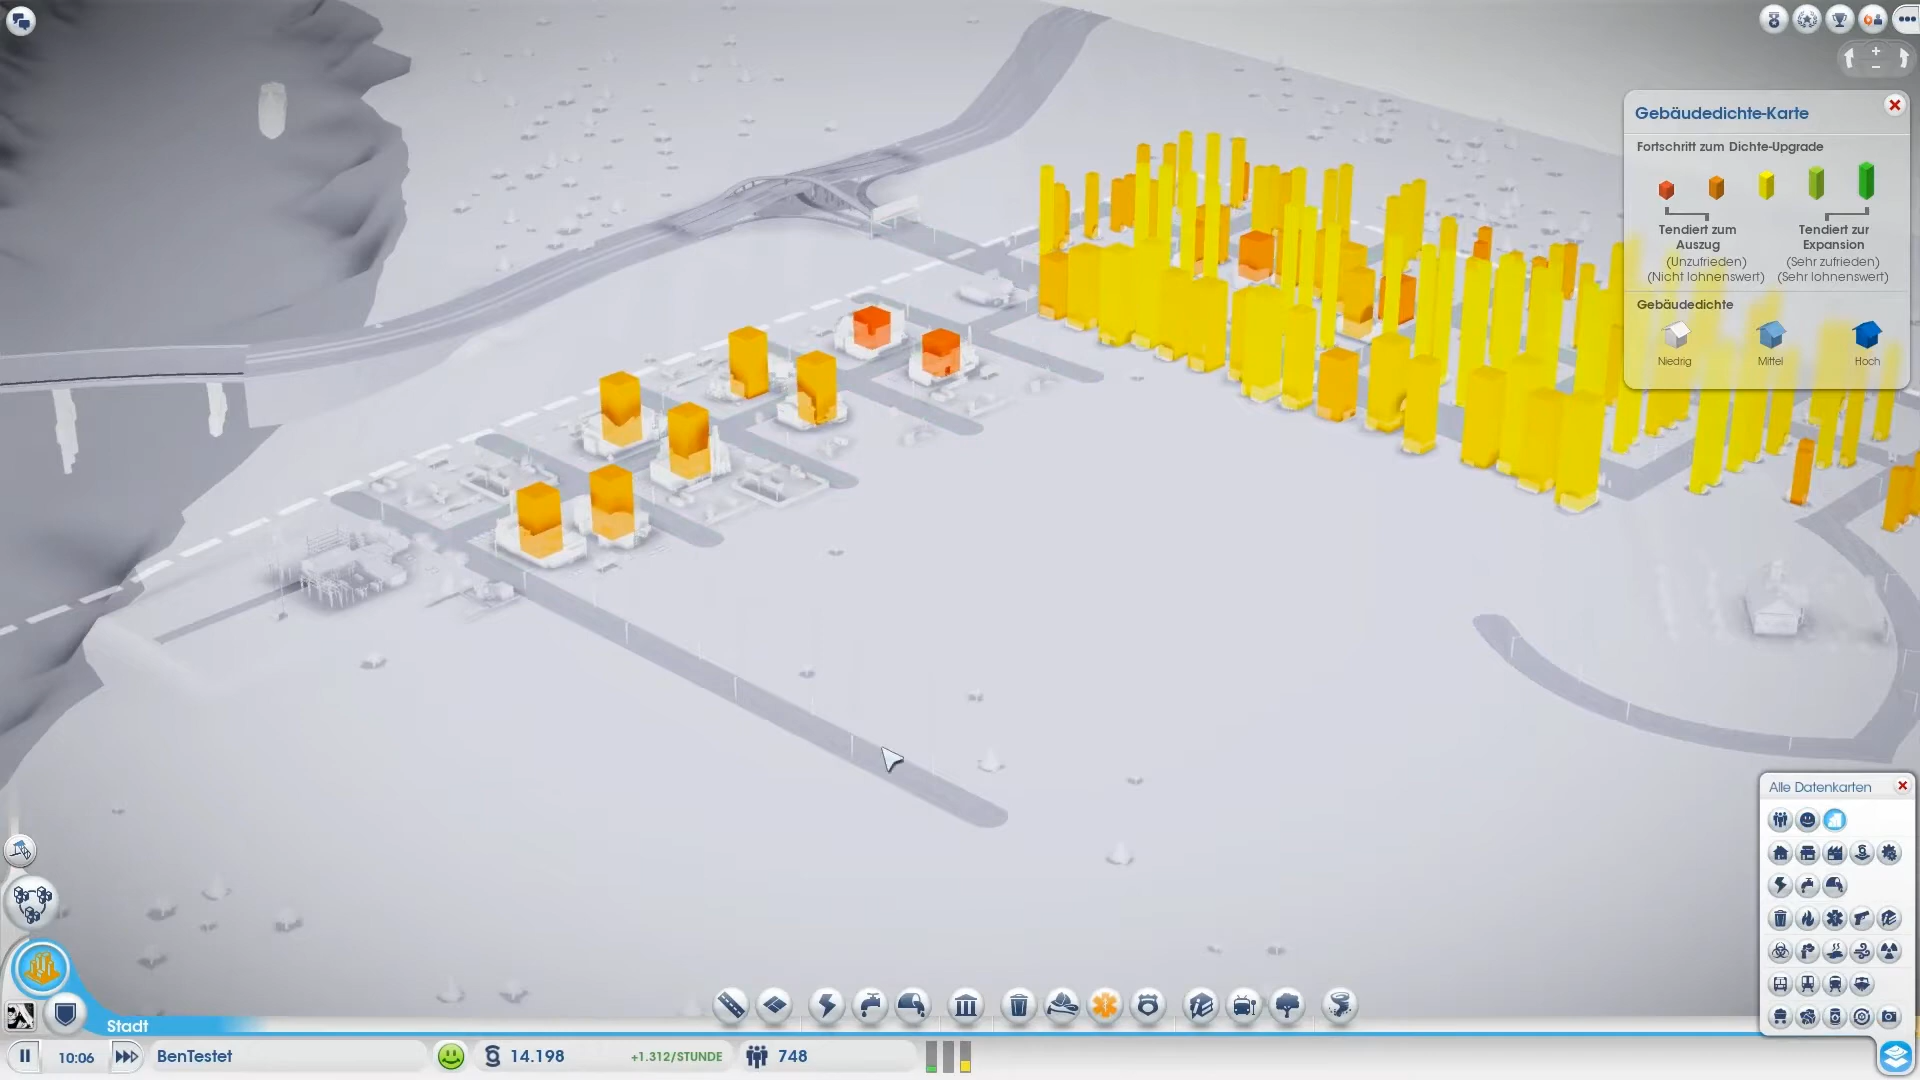 Gebäudedichte-Karte
Fortschritt zum Dichte-Upgrade
Tendiert zum
Auszug
(Unzufrieden)
(Nicht lohnenswert)
Tendiert zur
Expansion
(Sehr zufrieden)
(Sehr lohnenswert)
Gebäudedichte
Niedrig
Mittel
Hoch
Alle Datenkarten
Stadt
10:06
BenTestet
14.198
+1.312/STUNDE
748